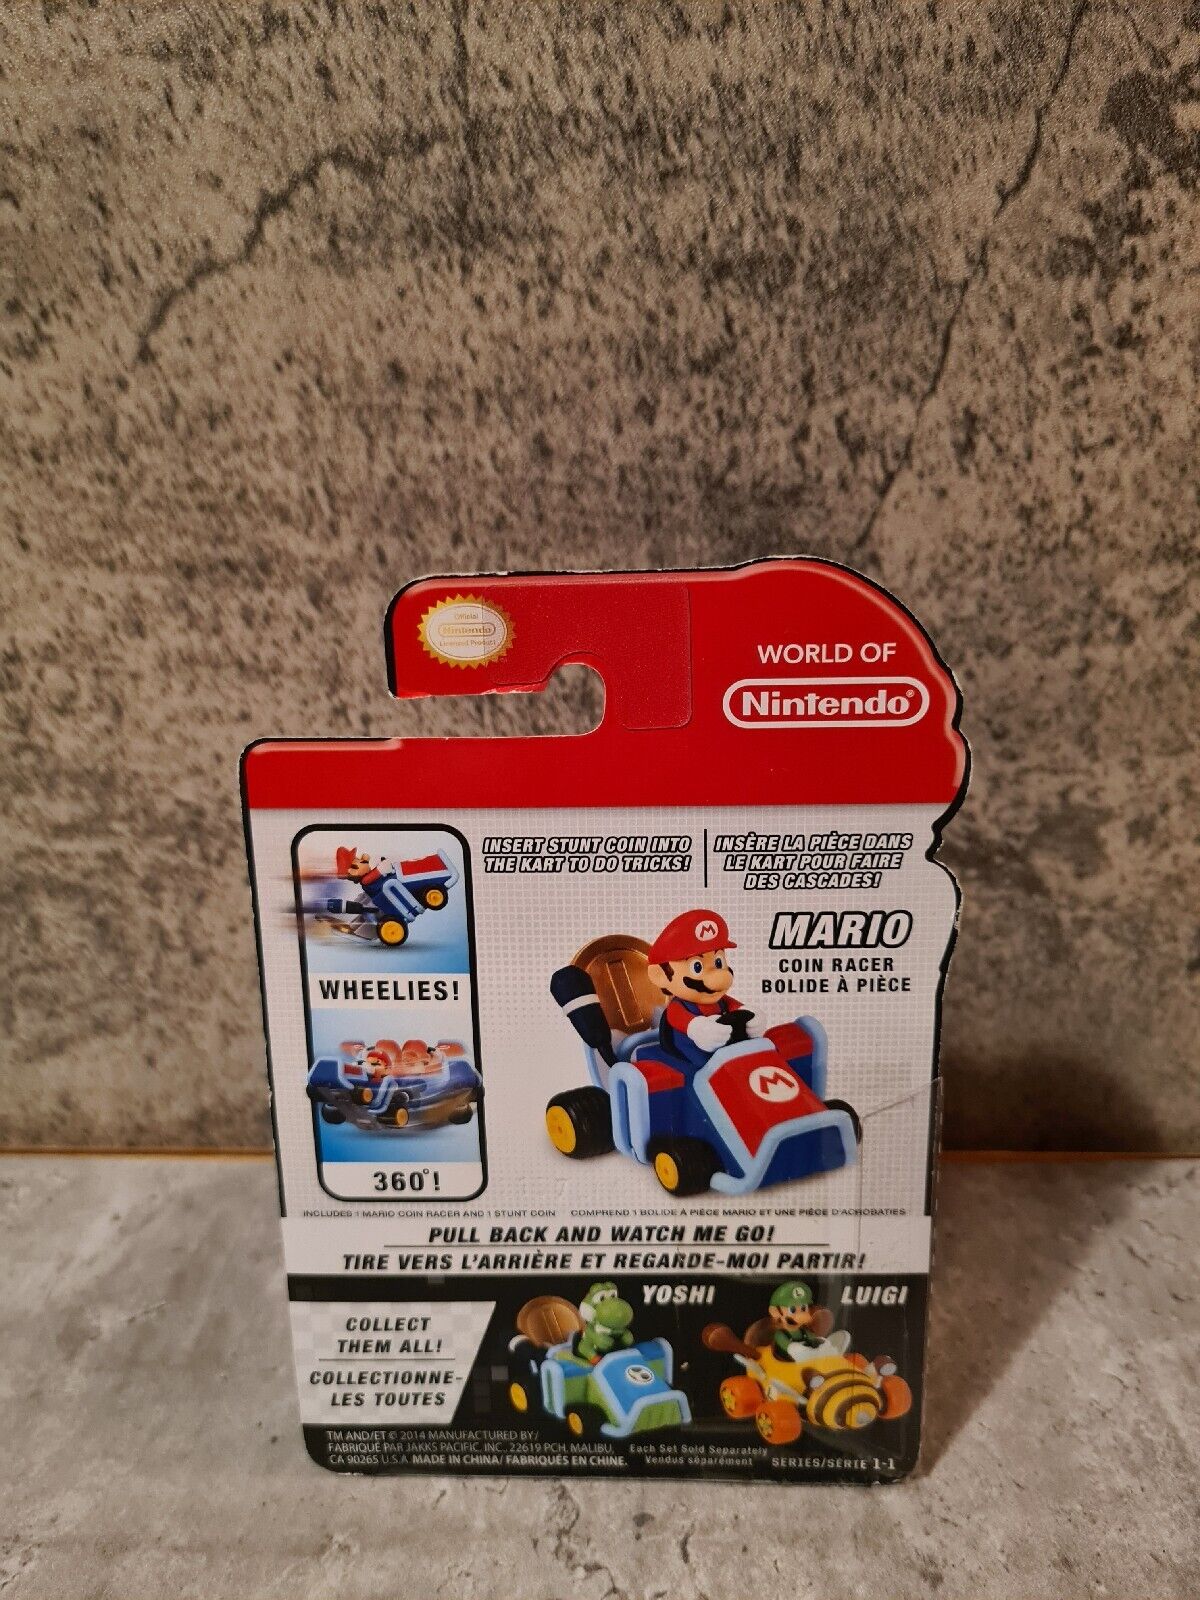 Official
Nintendo
Licensed Product
WORLD OF
Nintendo®
INSERT STUNT COIN INTO
THE KART TO DO TRICKS!
INSÈRE LA PIÈCE DANS
LE KART POUR FAIRE
DES CASCADES!
WHEELIES!
360°!
MARIO
COIN RACER
BOLIDE À PIÈCE
M
M
INCLUDES 1 MARIO COIN RACER AND 1 STUNT COIN
COMPREND 1 BOLIDE A PIÈCE MARIO ET UNE PIÈCE D'ACROBATIES
PULL BACK AND WATCH ME GO!
TIRE VERS L'ARRIÈRE ET REGARDE-MOI PARTIR!
COLLECT
THEM ALL!
COLLECTIONNE-
LES TOUTES
YOSHI
LUIGI
L
TM AND/ET © 2014 MANUFACTURED BY/
FABRIQUÉ PAR JAKKS PACIFIC, INC., 22619 PCH, MALIBU,
CA 90265 U.S.A. MADE IN CHINA/ FABRIQUÉS EN CHINE.
Each Set Sold Separately
Vendus séparément
SERIES/SÉRIE 1-1